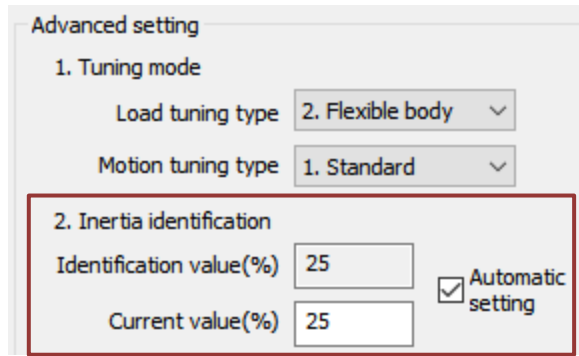 Advanced setting
1. Tuning mode
Load tuning type 2. Flexible body
Motion tuning type 1. Standard
2. Inertia identification
Identification value(%) 25
Automatic
setting
Current value(%) 25